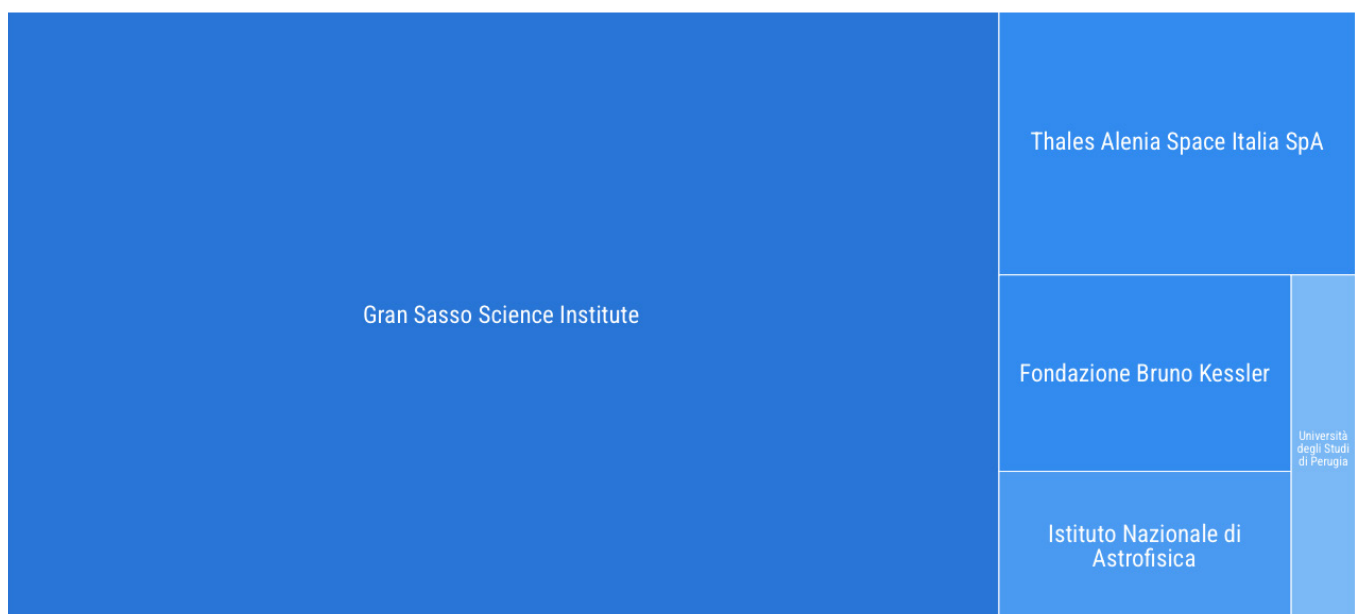 Thales Alenia Space Italia SpA
Gran Sasso Science Institute
Fondazione Bruno Kessler
Università
degli Studi
di Perugia
Istituto Nazionale di
Astrofisica